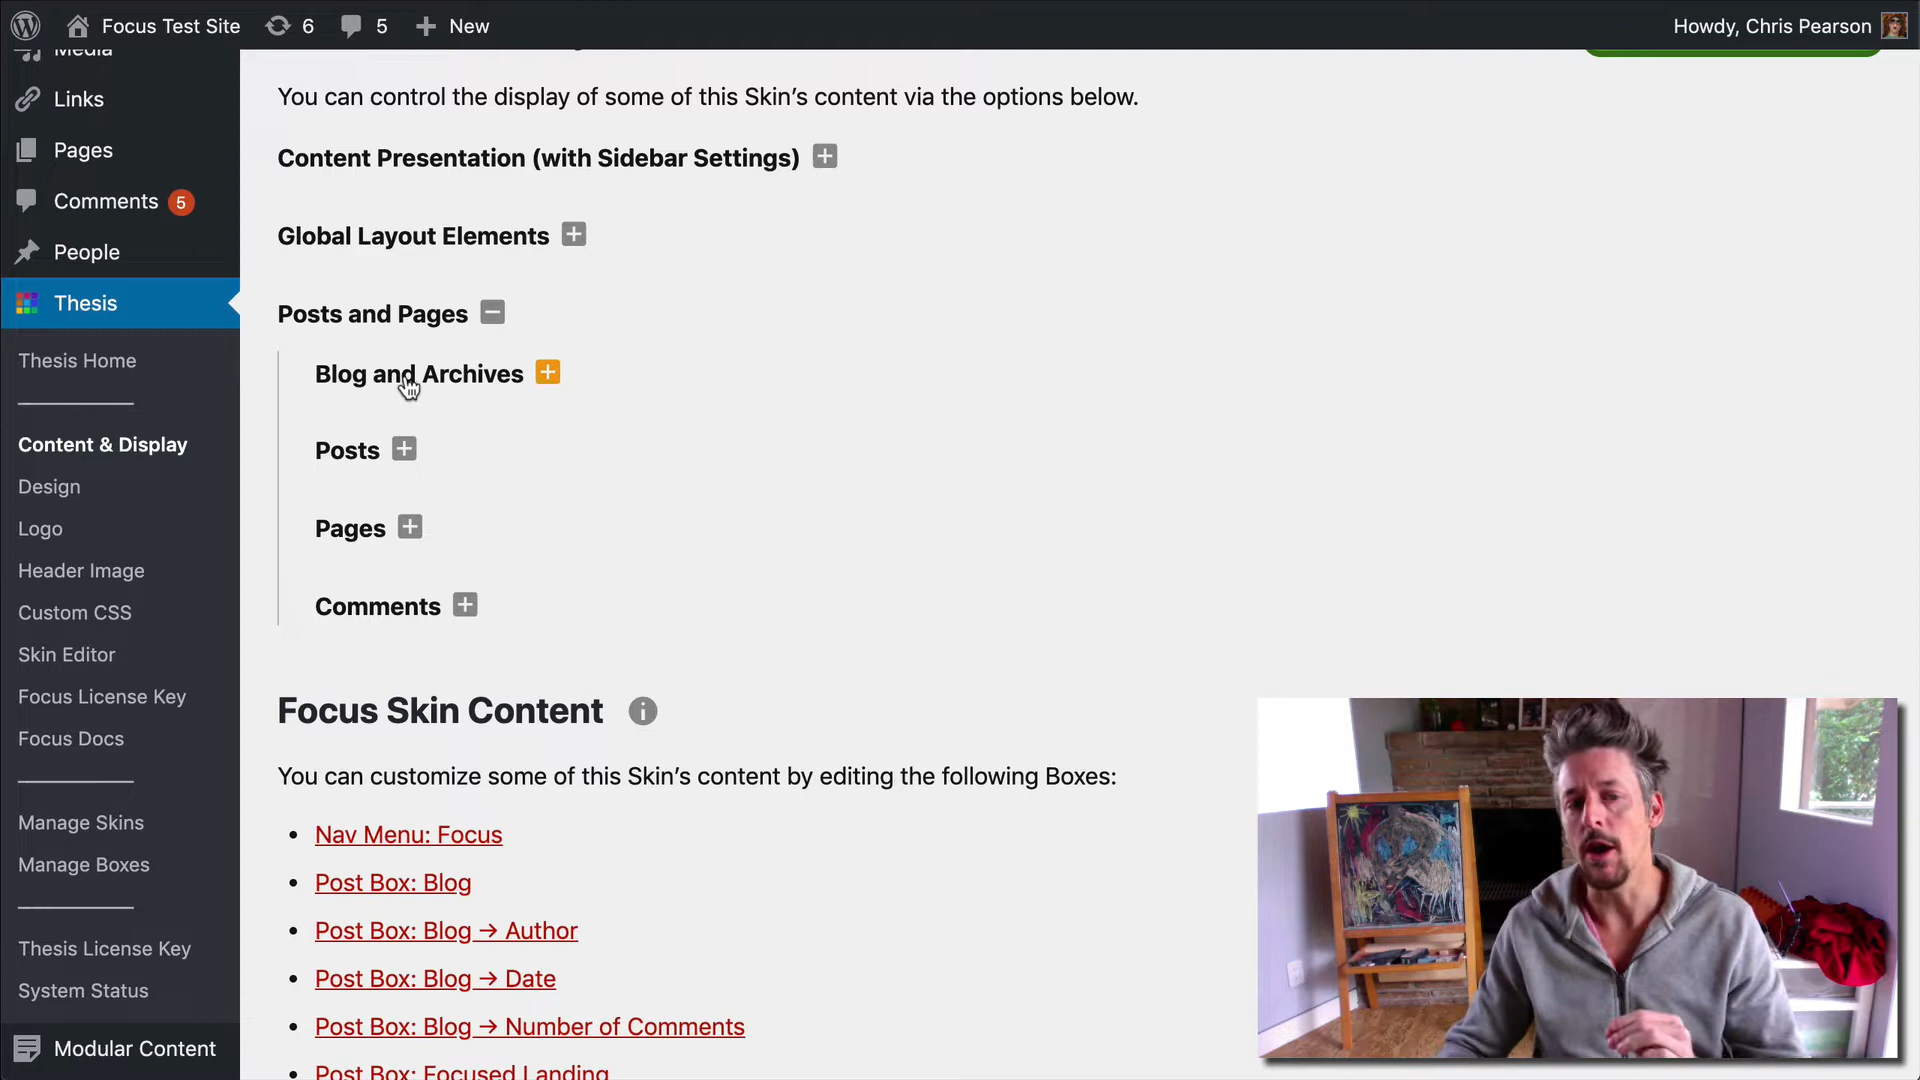 Focus Test Site
6
5
New
Howdy, Chris Pearson
Media
Links
Pages
Comments 5
People
Thesis
Thesis Home
Content & Display
Design
Logo
Header Image
Custom CSS
Skin Editor
Focus License Key
Focus Docs
Manage Skins
Manage Boxes
Thesis License Key
System Status
Modular Content
You can control the display of some of this Skin’s content via the options below.
Content Presentation (with Sidebar Settings)
Global Layout Elements
Posts and Pages
Blog and Archives
Posts
Pages
Comments
Focus Skin Content
You can customize some of this Skin’s content by editing the following Boxes:
• Nav Menu: Focus
• Post Box: Blog
• Post Box: Blog → Author
• Post Box: Blog → Date
• Post Box: Blog → Number of Comments
• Post Box: Focused Landing